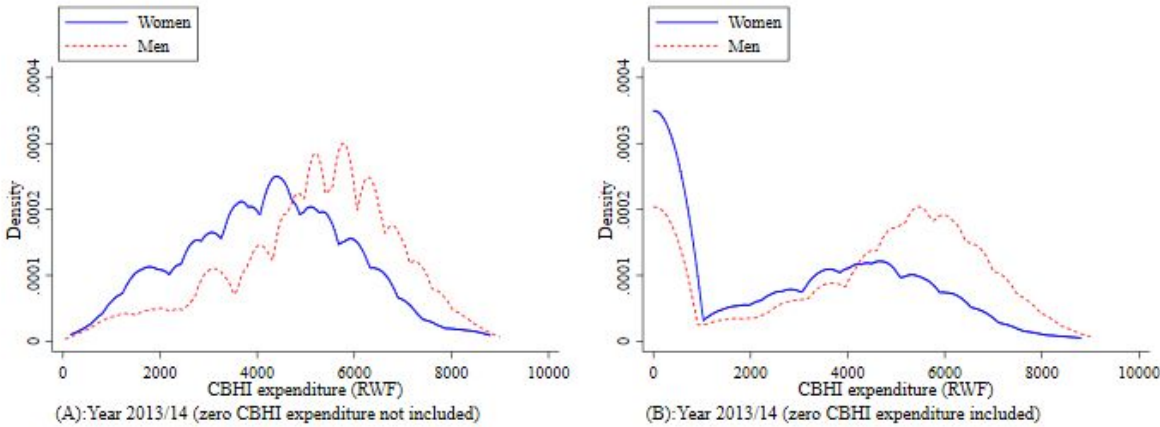 Women
Men
Density
.0004
.0003
.0002
.0001
0
0
2000
4000
6000
8000
10000
CBHI expenditure (RWF)
(A):Year 2013/14 (zero CBHI expenditure not included)
Women
Men
Density
.0004
.0003
.0002
.0001
0
0
2000
4000
6000
8000
10000
CBHI expenditure (RWF)
(B):Year 2013/14 (zero CBHI expenditure included)